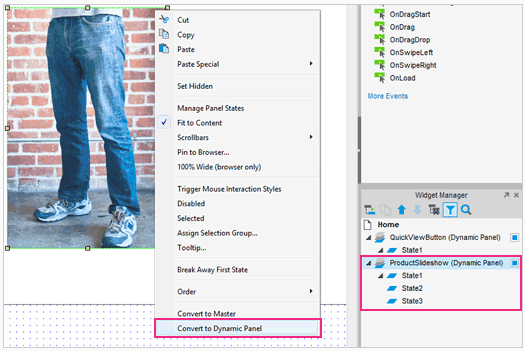 Cut
Copy
Paste
Paste Special
Set Hidden
Manage Panel States
Fit to Content
Scrollbars
Pin to Browser...
100% Wide (browser only)
Trigger Mouse Interaction Styles
Disabled
Selected
Assign Selection Group...
Tooltip...
Break Away First State
Order
Convert to Master
Convert to Dynamic Panel
OnDragStart
OnDrag
OnDragDrop
OnSwipeLeft
OnSwipeRight
OnLoad
More Events
Widget Manager
Home
QuickViewButton (Dynamic Panel)
State1
ProductSlideshow (Dynamic Panel)
State1
State2
State3